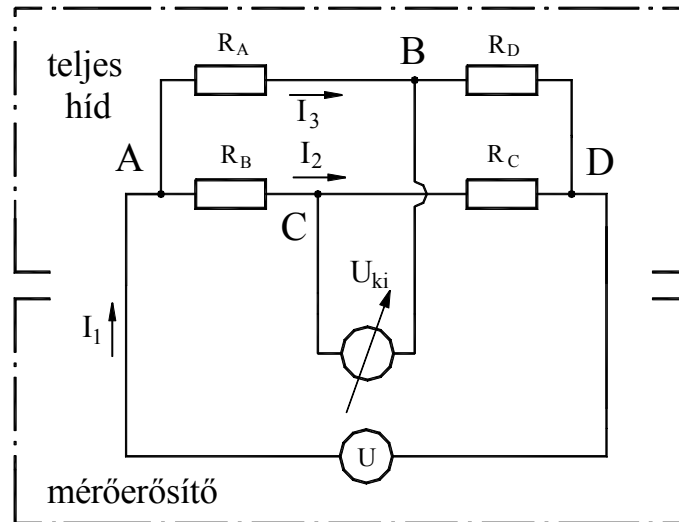 teljes
híd
R_A
B
R_D
I_3
A
R_B
I_2
R_C
D
C
U_ki
I_1
U
mérőerősítő